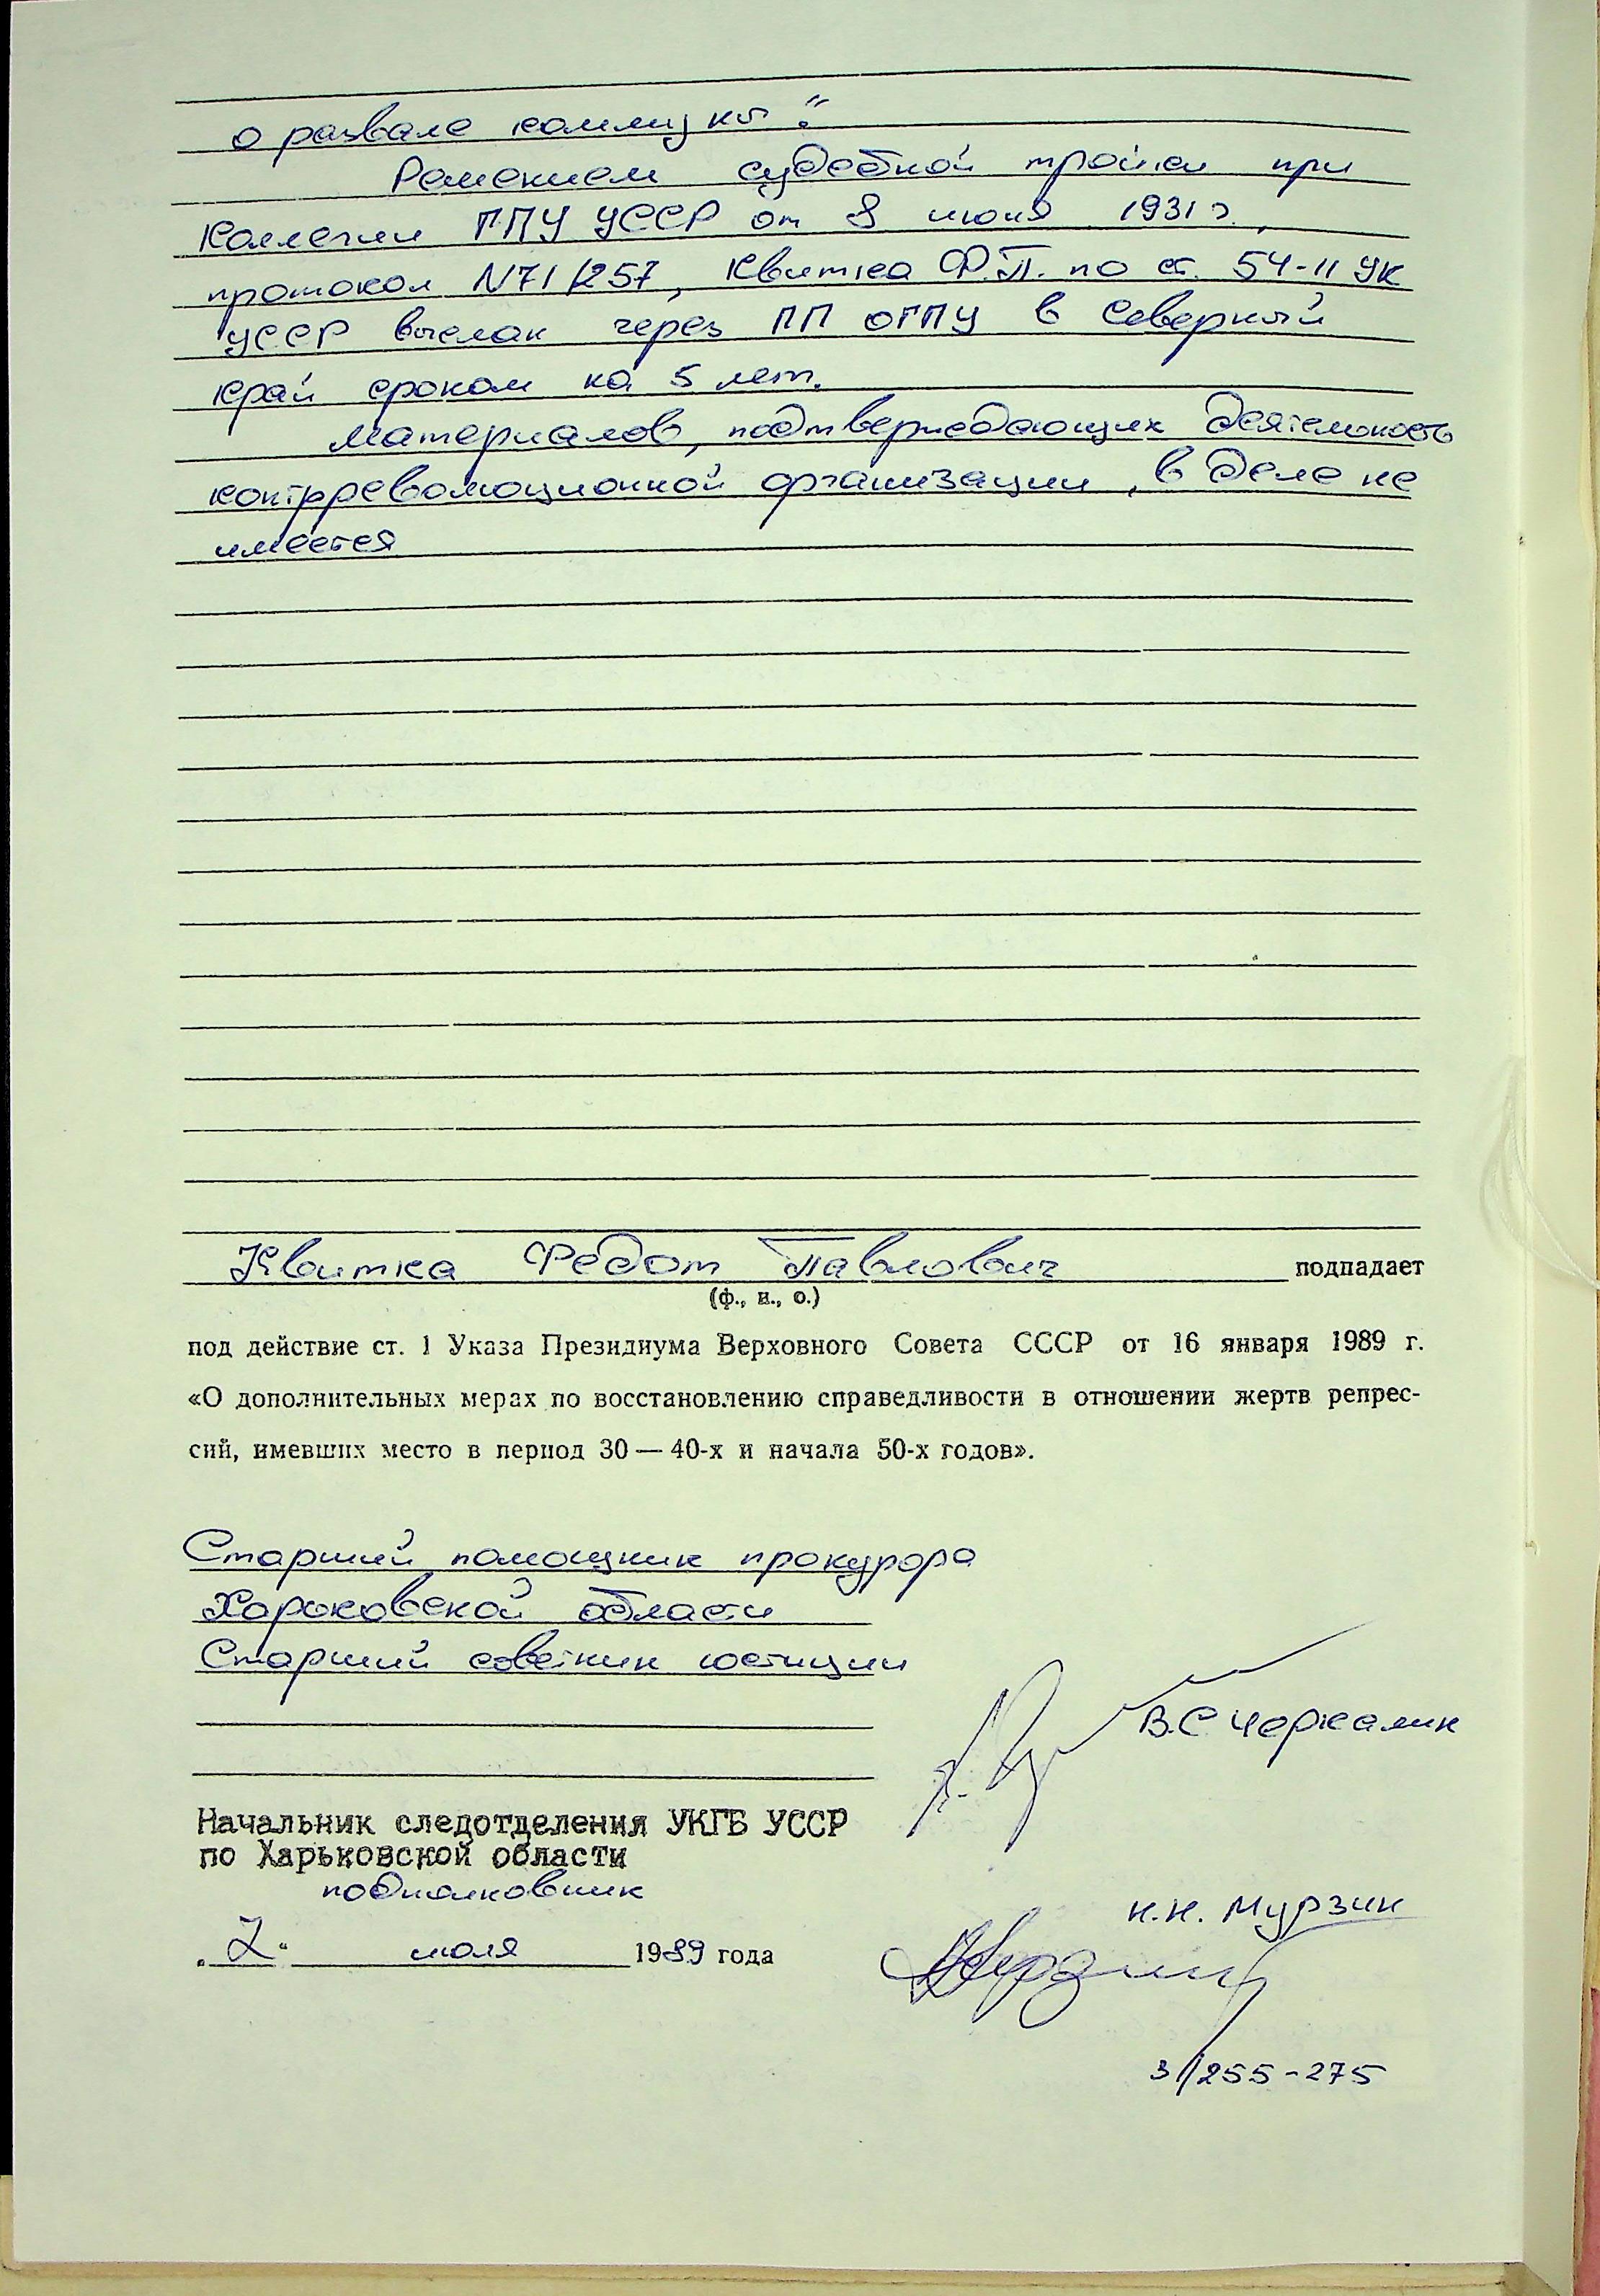 о развале коммуны".
Решением судебной тройки при
Коллегии ГПУ УССР от 8 июня 1931 г.,
протокол N71/257, Квитка Ф.П. по ст. 54-11 УК
УССР выслан через ПП ОГПУ в Северный
край сроком на 5 лет.
Материалов, подтверждающих деятельность
контрреволюционной организации, в деле не
имеется
Квитка Федот Павлович подпадает
(ф., и., о.)
под действие ст. 1 Указа Президиума Верховного Совета СССР от 16 января 1989 г.
«О дополнительных мерах по восстановлению справедливости в отношении жертв репрес-
сий, имевших место в период 30 — 40-х и начала 50-х годов».
Старший помощник прокурора
Харьковской области
Старший советник юстиции
В.С. Черкашин
Начальник следотделения УКГБ УССР
по Харьковской области
подполковник
Н.Н. Мурзин
"2" июля 1989 года
3/255-275